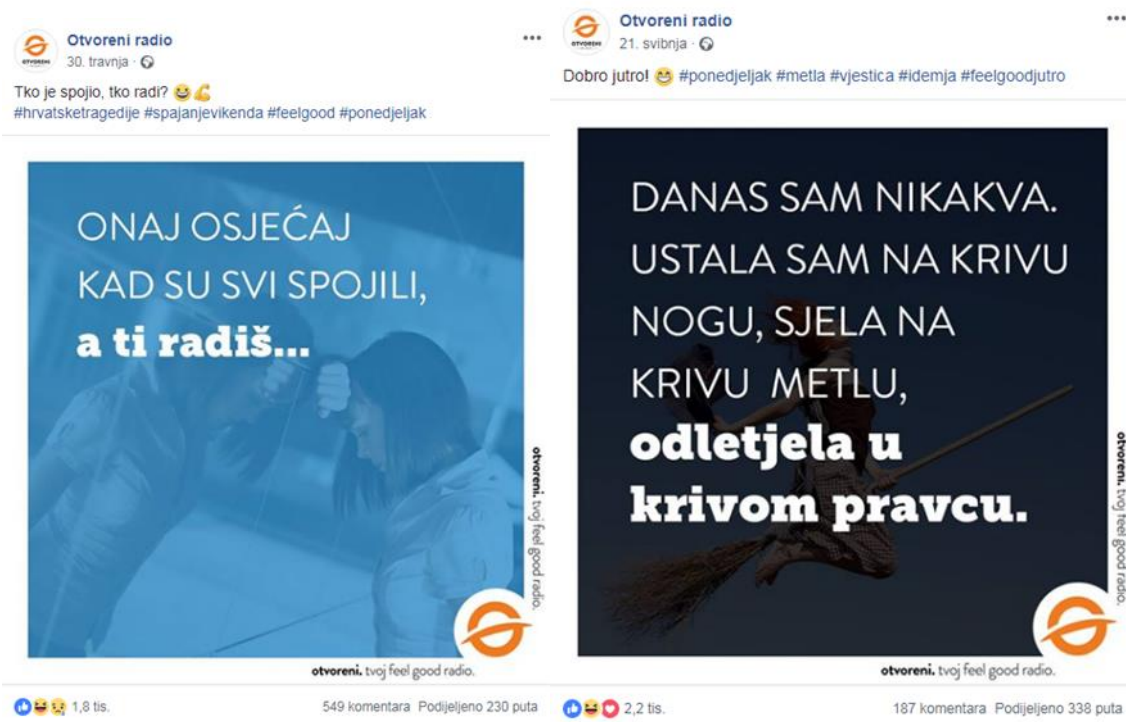 Otvoreni radio
30. travnja
Tko je spojio, tko radi?
#hrvatsketragedije #spajanjevikenda #feelgood #ponedjeljak
ONAJ OSJEĆAJ
KAD SU SVI SPOJILI,
a ti radiš...
otvoreni. tvoj feel good radio.
otvoreni. tvoj feel good radio.
1,8 tis.
549 komentara Podijeljeno 230 puta
Otvoreni radio
21. svibnja
Dobro jutro! #ponedjeljak #metla #vjestica #idemja #feelgoodjutro
DANAS SAM NIKAKVA.
USTALA SAM NA KRIVU
NOGU, SJELA NA
KRIVU METLU,
odletjela u
krivom pravcu.
otvoreni. tvoj feel good radio.
otvoreni. tvoj feel good radio.
2,2 tis.
187 komentara Podijeljeno 338 puta